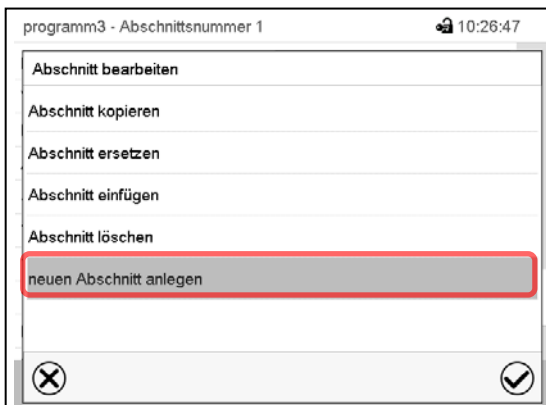 programm3 - Abschnittsnummer 1 10:26:47
Abschnitt bearbeiten
Abschnitt kopieren
Abschnitt ersetzen
Abschnitt einfügen
Abschnitt löschen
neuen Abschnitt anlegen